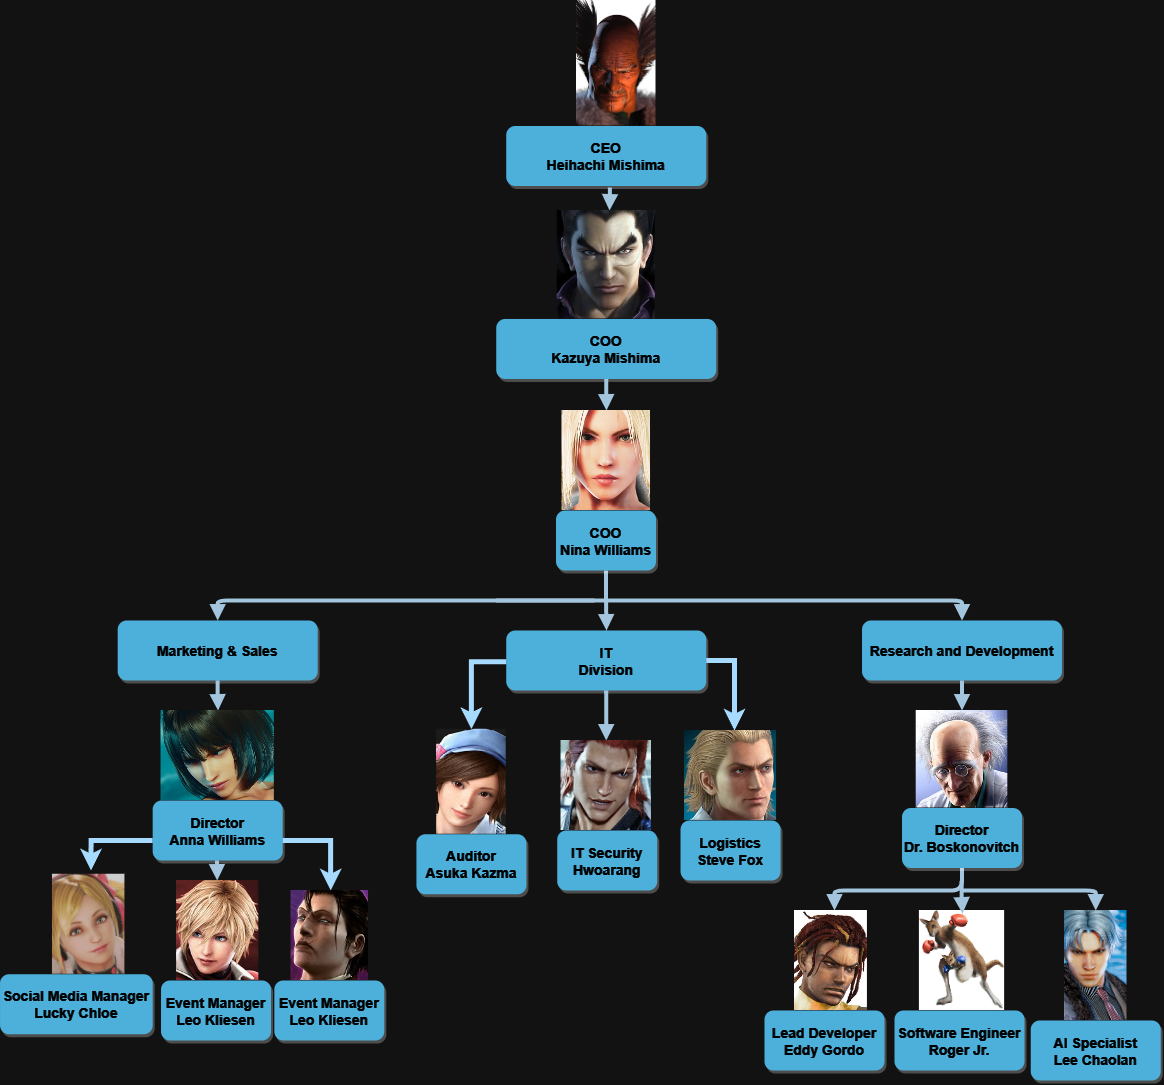 CEO
Heihachi Mishima
COO
Kazuya Mishima
COO
Nina Williams
Marketing & Sales
IT
Division
Research and Development
Director
Anna Williams
Auditor
Asuka Kazma
IT Security
Hwoarang
Logistics
Steve Fox
Director
Dr. Boskonovitch
Social Media Manager
Lucky Chloe
Event Manager
Leo Kliesen
Event Manager
Leo Kliesen
Lead Developer
Eddy Gordo
Software Engineer
Roger Jr.
AI Specialist
Lee Chaolan